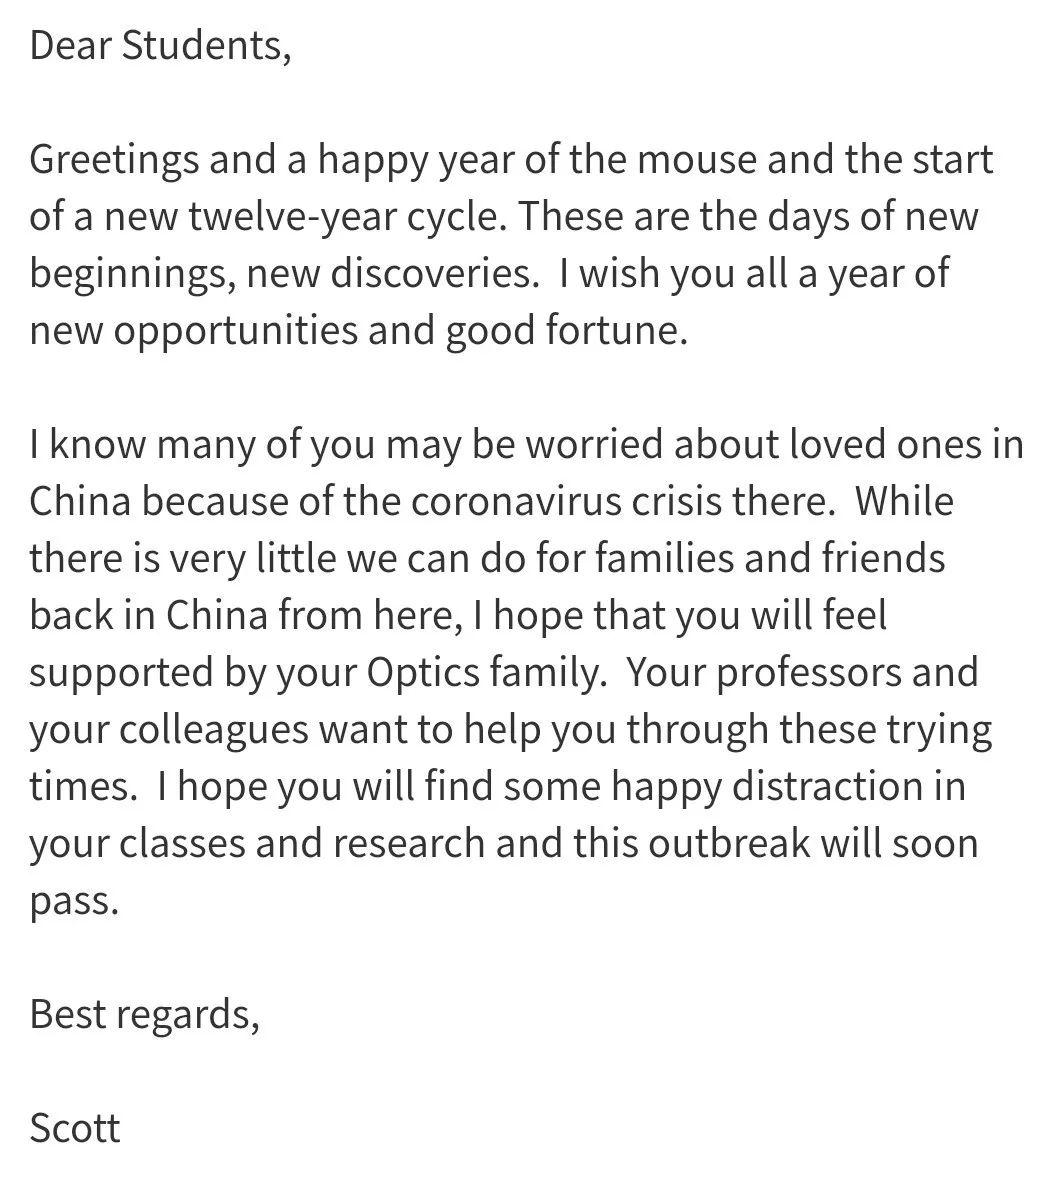 Dear Students,
Greetings and a happy year of the mouse and the start
of a new twelve-year cycle. These are the days of new
beginnings, new discoveries.  I wish you all a year of
new opportunities and good fortune.
I know many of you may be worried about loved ones in
China because of the coronavirus crisis there.  While
there is very little we can do for families and friends
back in China from here, I hope that you will feel
supported by your Optics family.  Your professors and
your colleagues want to help you through these trying
times.  I hope you will find some happy distraction in
your classes and research and this outbreak will soon
pass.
Best regards,
Scott